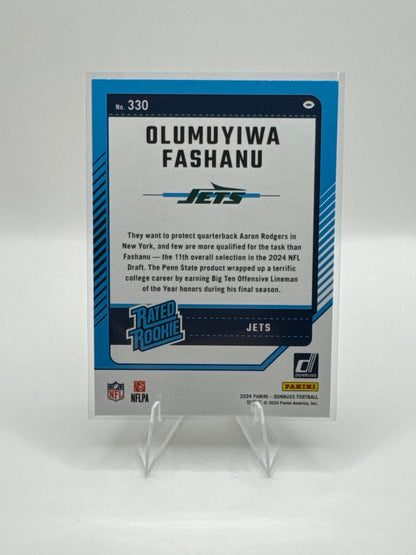 No. 330
OLUMUYIWA
FASHANU
JETS
They want to protect quarterback Aaron Rodgers in
New York, and few are more qualified for the task than
Fashanu — the 11th overall selection in the 2024 NFL
Draft. The Penn State product wrapped up a terrific
college career by earning Big Ten Offensive Lineman
of the Year honors during his final season.
RATED
ROOKIE
JETS
DONRUSS
PANINI
NFL
NFLPA
2024 PANINI – DONRUSS FOOTBALL
© 2024 Panini America, Inc.